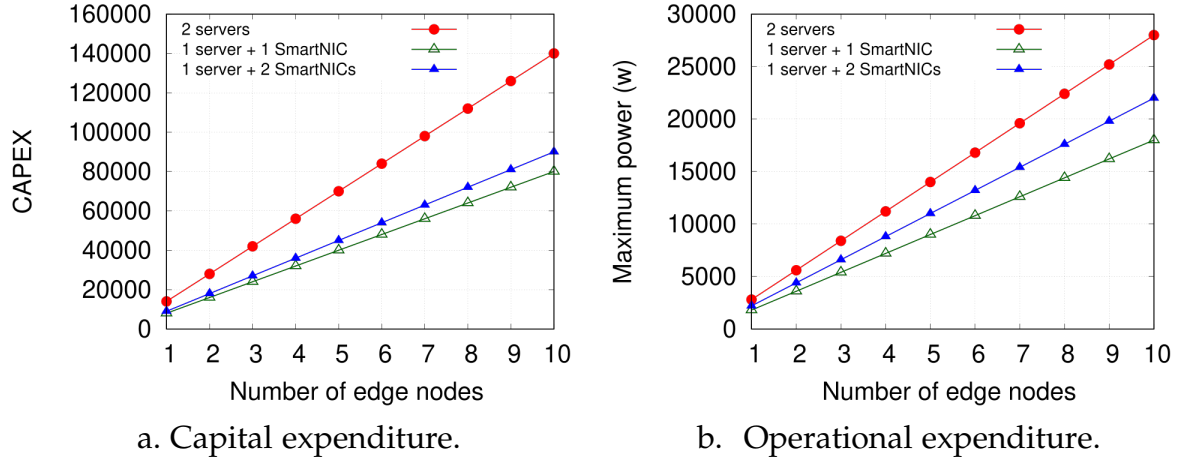 160000
140000
120000
100000
80000
60000
40000
20000
0
CAPEX
2 servers
1 server + 1 SmartNIC
1 server + 2 SmartNICs
1 2 3 4 5 6 7 8 9 10
Number of edge nodes
a. Capital expenditure.
30000
25000
20000
15000
10000
5000
0
Maximum power (w)
2 servers
1 server + 1 SmartNIC
1 server + 2 SmartNICs
1 2 3 4 5 6 7 8 9 10
Number of edge nodes
b. Operational expenditure.